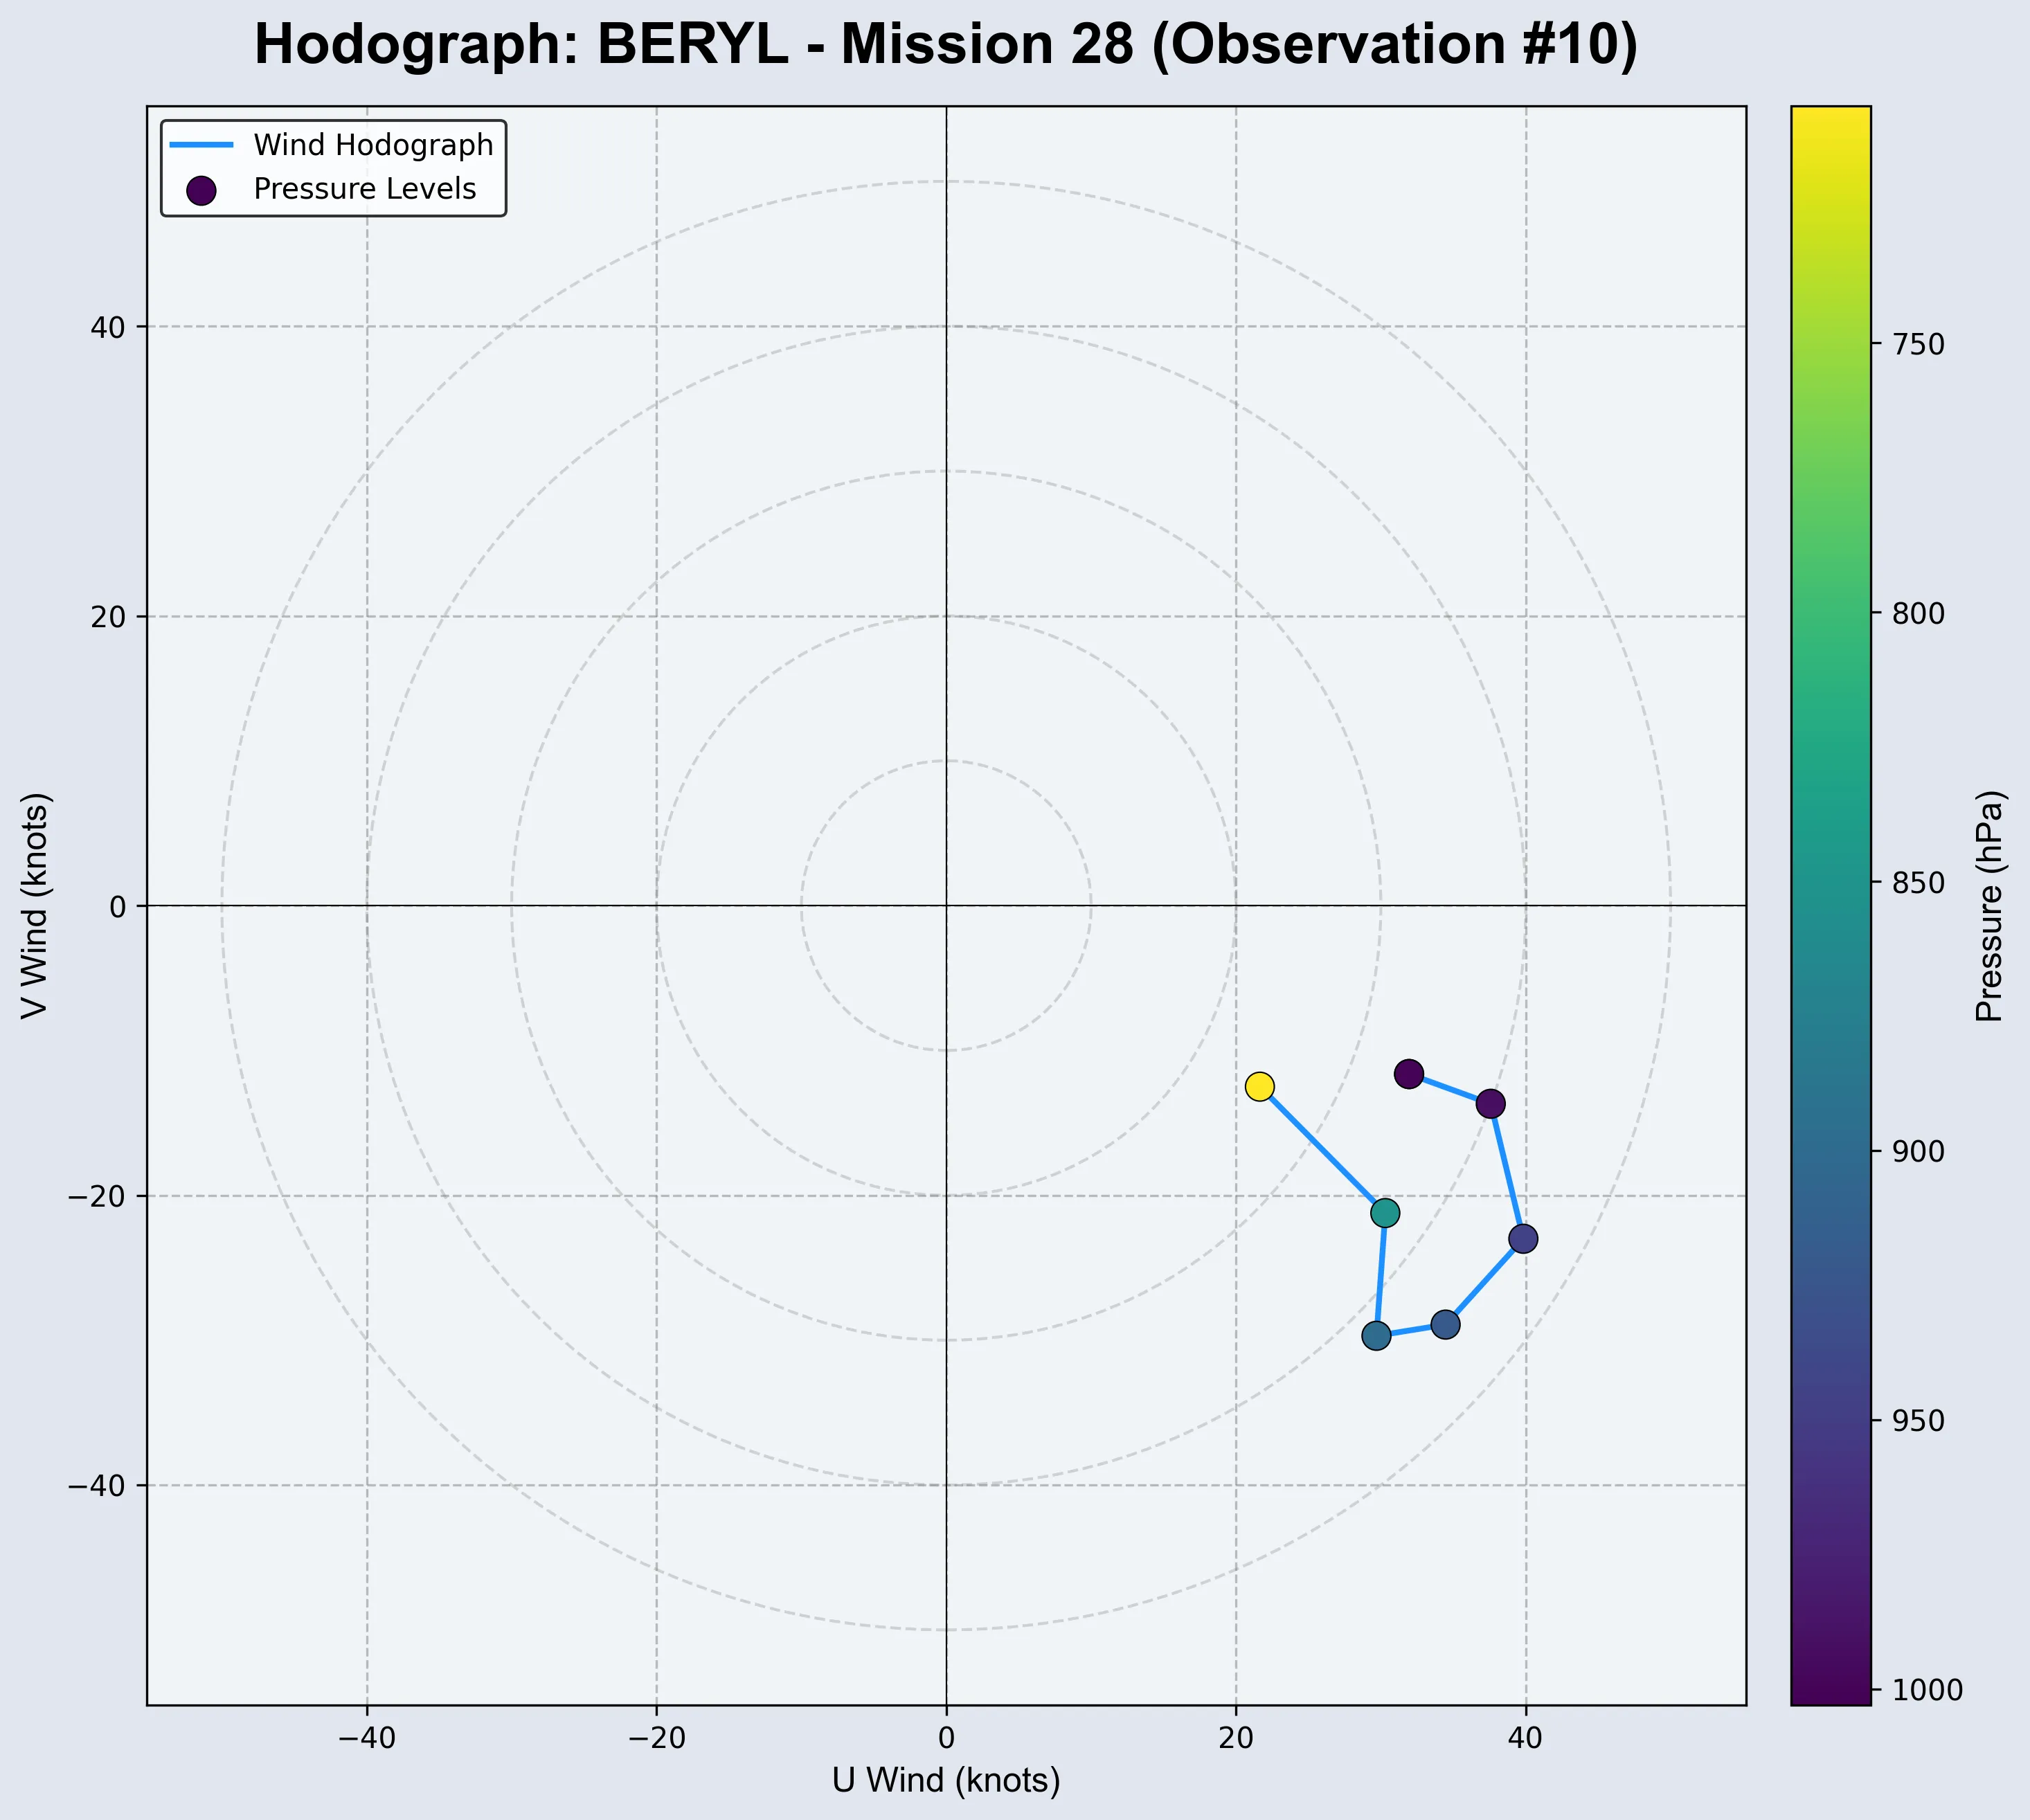 Hodograph: BERYL - Mission 28 (Observation #10)
Wind Hodograph
Pressure Levels
V Wind (knots)
40
20
0
−20
−40
−40
−20
0
20
40
U Wind (knots)
750
800
850
900
950
1000
Pressure (hPa)